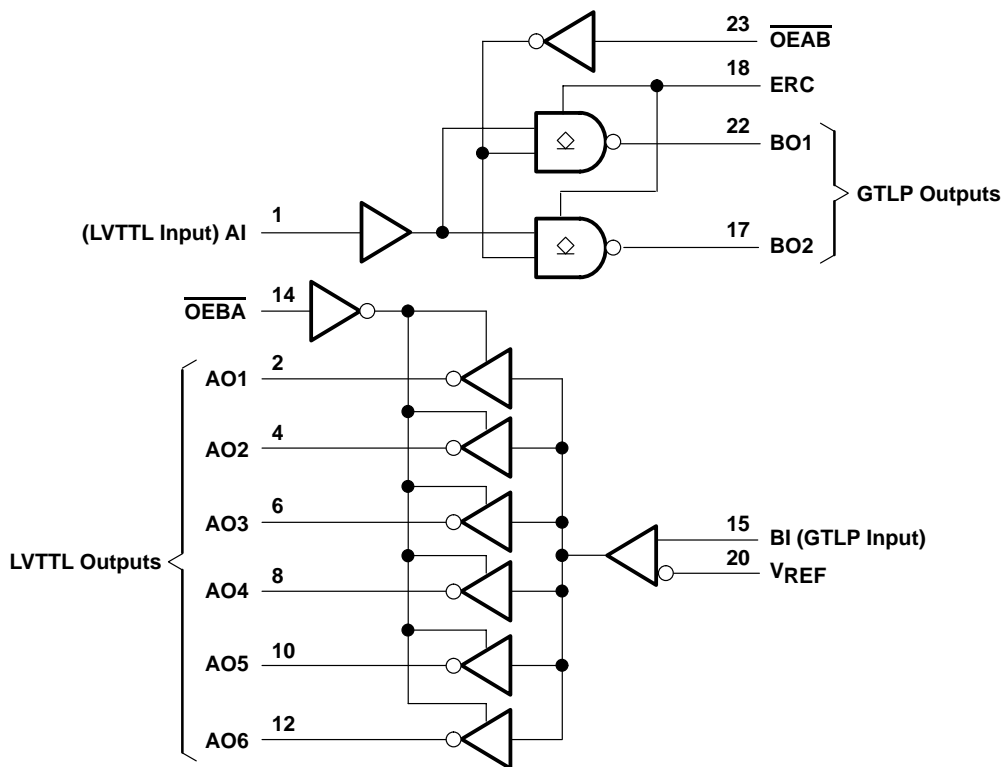 23 OEAB
18 ERC
22 BO1
GTLP Outputs
(LVTTL Input) AI 1
17 BO2
OEBA 14
AO1 2
AO2 4
AO3 6
15 BI (GTLP Input)
LVTTL Outputs
20 VREF
AO4 8
AO5 10
AO6 12